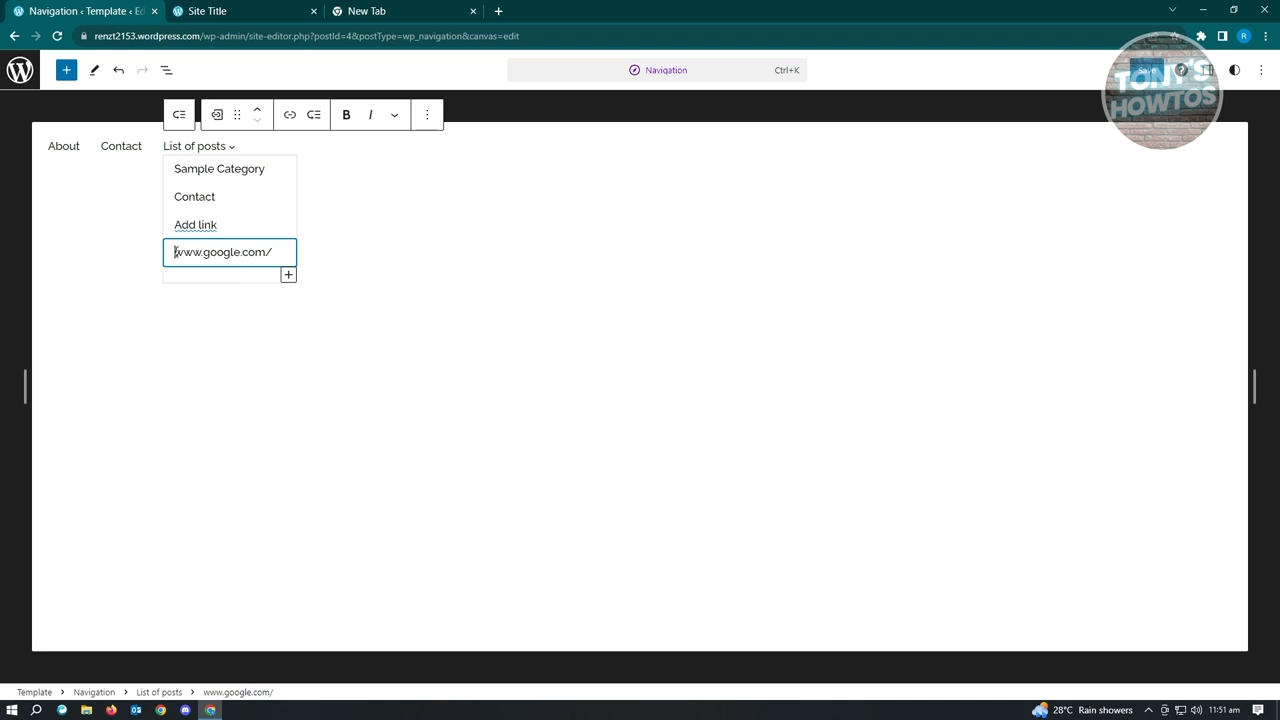 Navigation ‹ Template ‹ Ed
Site Title
New Tab
renzt2153.wordpress.com/wp-admin/site-editor.php?postId=4&postType=wp_navigation&canvas=edit
R
Navigation
Ctrl+K
Save
TONY'S
HOWTOS
B
I
About
Contact
List of posts
Sample Category
Contact
Add link
www.google.com/
Template > Navigation > List of posts > www.google.com/
28°C Rain showers
11:51 am